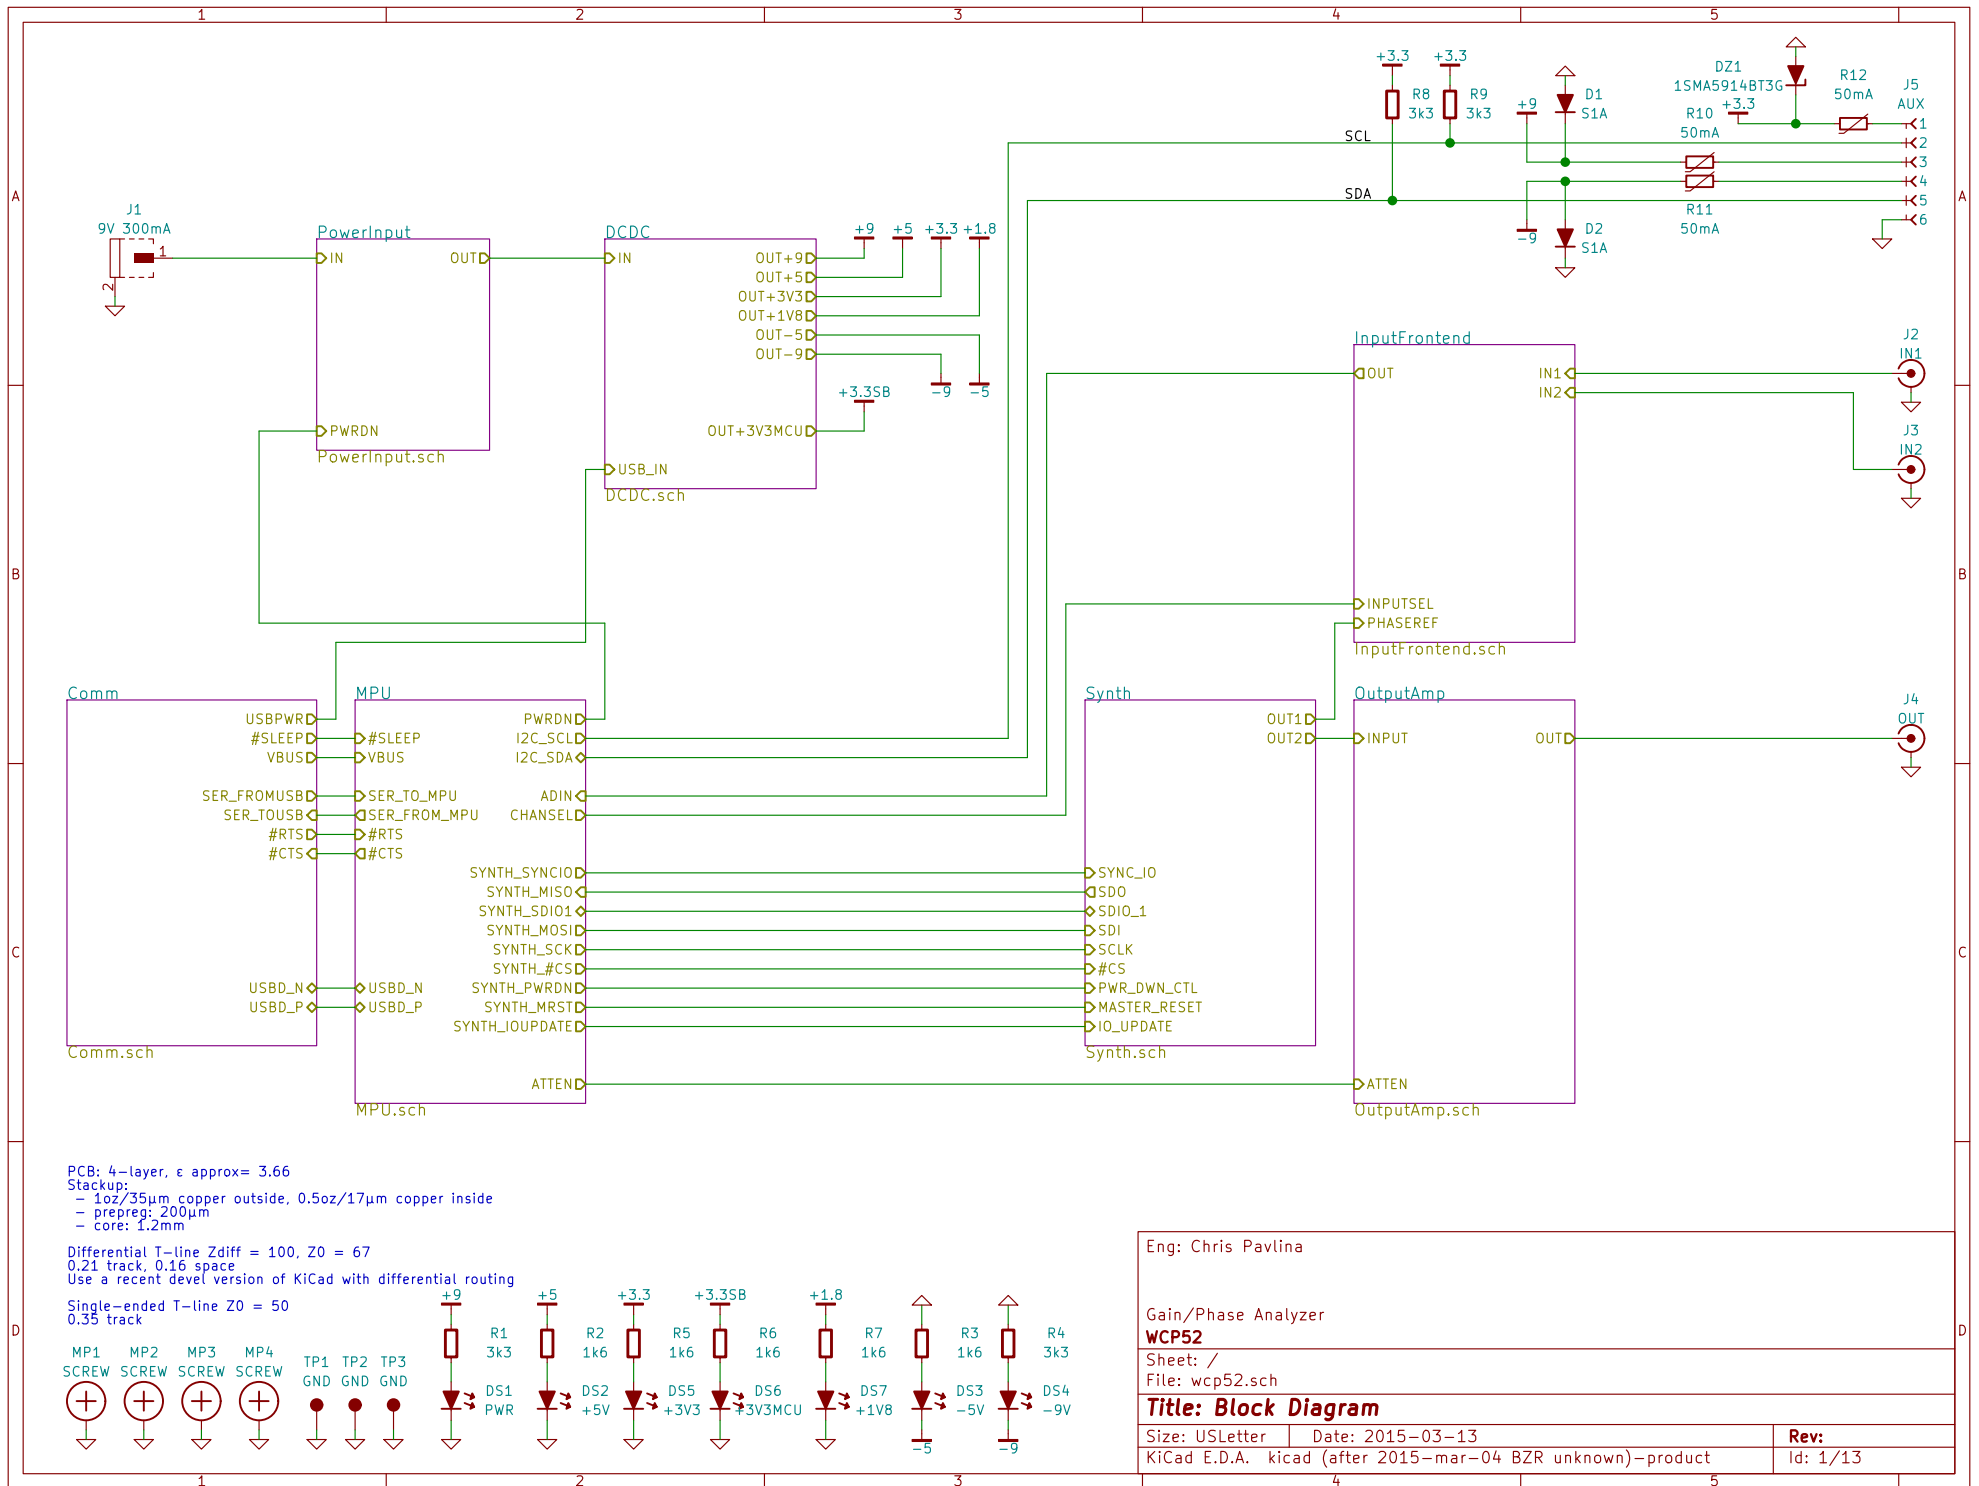 1 2 3 4 5
A
B
C
D
A
B
C
D
J1
9V 300mA
1
2
PowerInput
IN
OUT
PWRDN
PowerInput.sch
DCDC
IN
OUT+9
OUT+5
OUT+3V3
OUT+1V8
OUT-5
OUT-9
OUT+3V3MCU
USB_IN
DCDC.sch
+9 +5 +3.3 +1.8
-9 -5
+3.3SB
+3.3 +3.3
R8
3k3
R9
3k3
SCL
SDA
+9
D1
S1A
-9
D2
S1A
DZ1
1SMA5914BT3G
+3.3
R10
50mA
R11
50mA
R12
50mA
J5
AUX
1
2
3
4
5
6
InputFrontend
OUT
IN1
IN2
INPUTSEL
PHASEREF
InputFrontend.sch
J2
IN1
J3
IN2
Comm
USBPWR
#SLEEP
VBUS
SER_FROMUSB
SER_TOUSB
#RTS
#CTS
USBD_N
USBD_P
Comm.sch
MPU
#SLEEP
VBUS
SER_TO_MPU
SER_FROM_MPU
#RTS
#CTS
USBD_N
USBD_P
PWRDN
I2C_SCL
I2C_SDA
ADIN
CHANSEL
SYNTH_SYNCIO
SYNTH_MISO
SYNTH_SDIO1
SYNTH_MOSI
SYNTH_SCK
SYNTH_#CS
SYNTH_PWRDN
SYNTH_MRST
SYNTH_IOUPDATE
ATTEN
MPU.sch
Synth
OUT1
OUT2
SYNC_IO
SDO
SDIO_1
SDI
SCLK
#CS
PWR_DWN_CTL
MASTER_RESET
IO_UPDATE
Synth.sch
OutputAmp
INPUT
OUT
ATTEN
OutputAmp.sch
J4
OUT
PCB: 4-layer, ε approx= 3.66
Stackup:
- 1oz/35µm copper outside, 0.5oz/17µm copper inside
- prepreg: 200µm
- core: 1.2mm
Differential T-line Zdiff = 100, Z0 = 67
0.21 track, 0.16 space
Use a recent devel version of KiCad with differential routing
Single-ended T-line Z0 = 50
0.35 track
MP1
SCREW
MP2
SCREW
MP3
SCREW
MP4
SCREW
TP1
GND
TP2
GND
TP3
GND
+9
R1
3k3
DS1
PWR
+5
R2
1k6
DS2
+5V
+3.3
R5
1k6
DS5
+3V3
+3.3SB
R6
1k6
DS6
+3V3MCU
+1.8
R7
1k6
DS7
+1V8
R3
1k6
DS3
-5V
-5
R4
3k3
DS4
-9V
-9
Eng: Chris Pavlina
Gain/Phase Analyzer
WCP52
Sheet: /
File: wcp52.sch
Title: Block Diagram
Size: USLetter
Date: 2015-03-13
Rev:
KiCad E.D.A. kicad (after 2015-mar-04 BZR unknown)-product
Id: 1/13
1 2 3 4 5